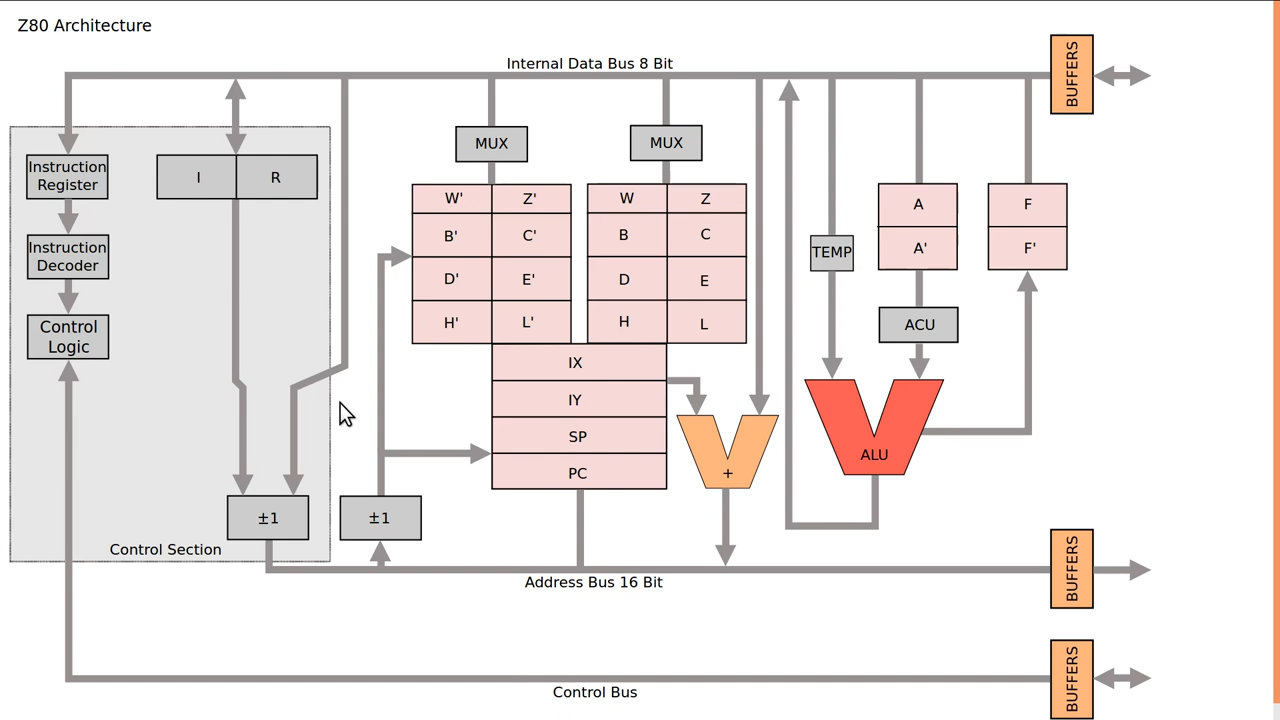 Z80 Architecture
Internal Data Bus 8 Bit
BUFFERS
Instruction
Register
I
R
MUX
MUX
W'
Z'
W
Z
A
F
B'
C'
B
C
TEMP
A'
F'
Instruction
Decoder
D'
E'
D
E
Control
Logic
H'
L'
H
L
ACU
IX
IY
SP
PC
+
ALU
±1
±1
Control Section
BUFFERS
Address Bus 16 Bit
BUFFERS
Control Bus